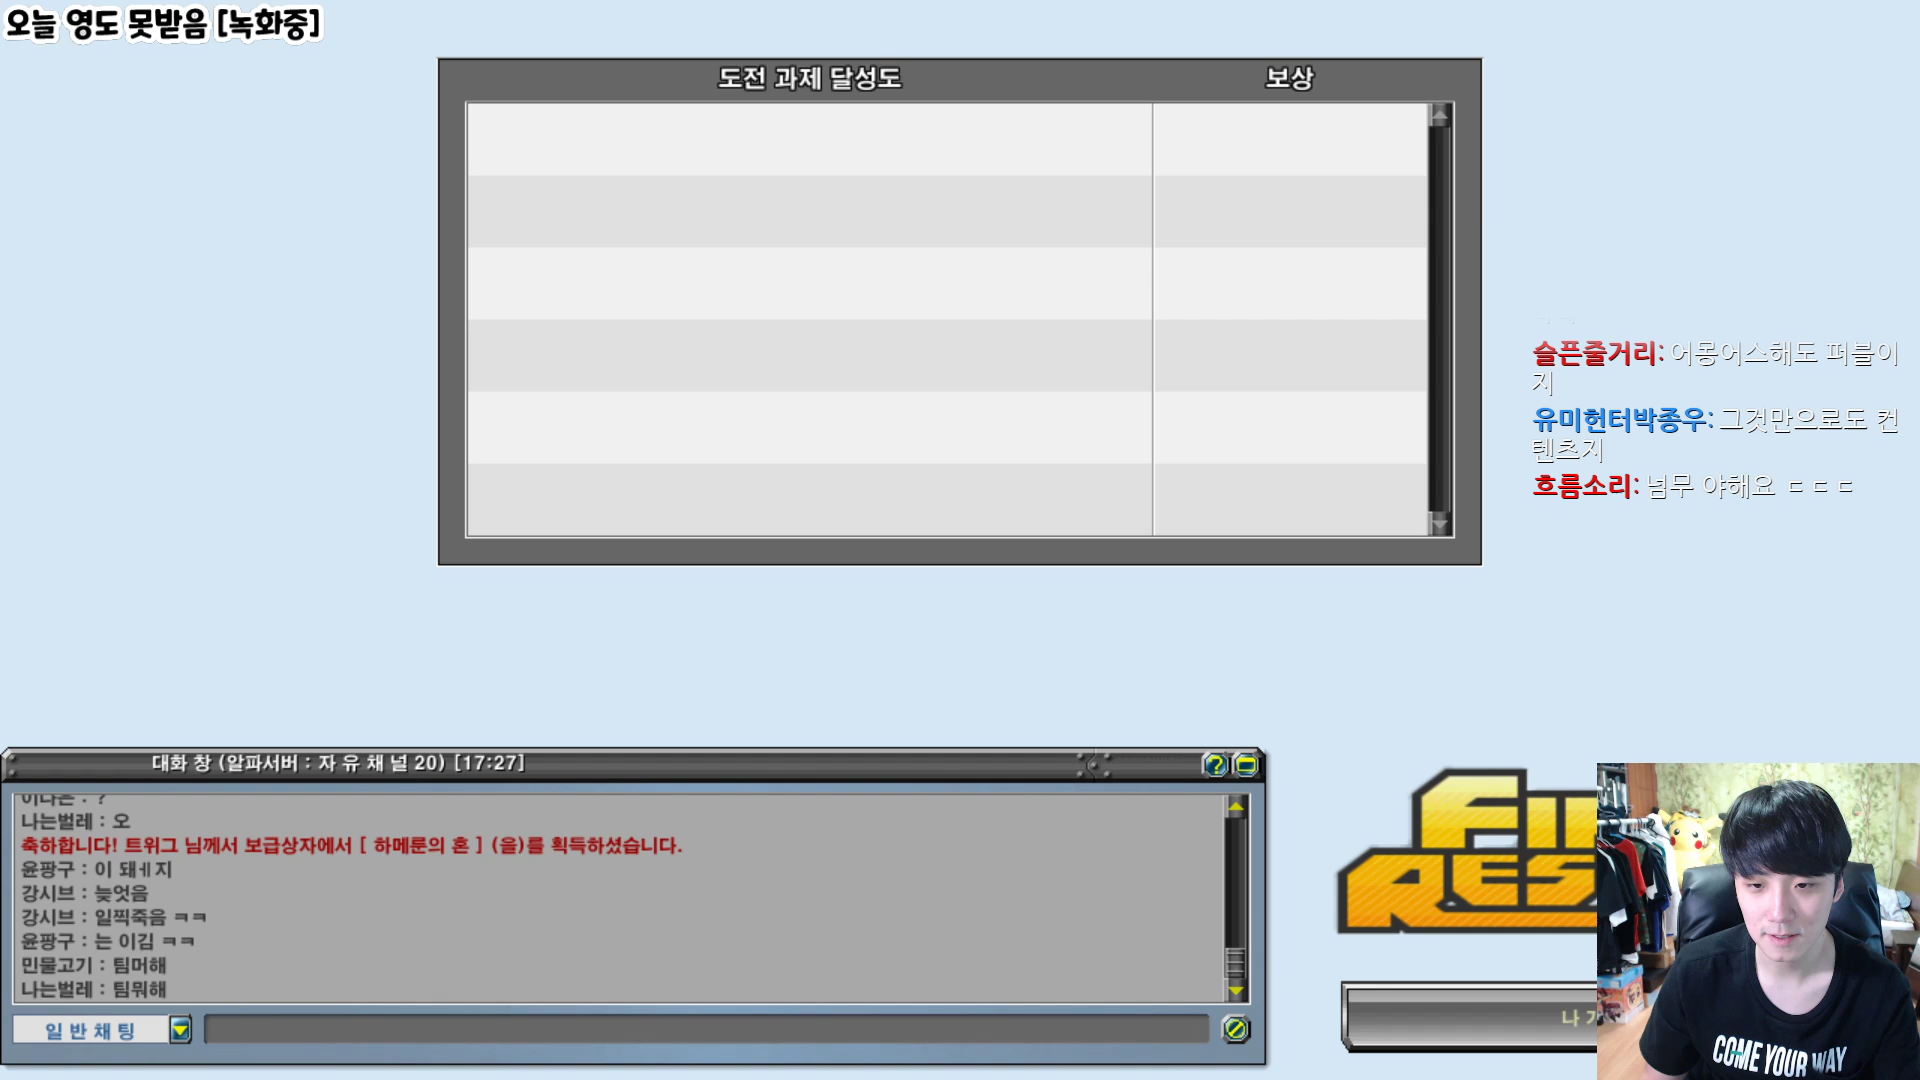 오늘 영도 못받음 [녹화중]
도전 과제 달성도
보상
슬픈줄거리: 어몽어스해도 퍼블이
지
유미헌터박종우: 그것만으로도 컨
텐츠지
흐름소리: 넘무 야해요 ㄷㄷㄷ
대화 창 (알파서버 : 자 유 채 널 20) [17:27]
이나은 : ?
나는벌레 : 오
축하합니다! 트위그 님께서 보급상자에서 [ 하메룬의 혼 ] (을)를 획득하셨습니다.
윤팡구 : 이 돼ㅔ지
강시브 : 늦엇음
강시브 : 일찍죽음 ㅋㅋ
윤팡구 : 는 이김 ㅋㅋ
민물고기 : 팀머해
나는벌레 : 팀뭐해
일 반 채 팅
FI
RES
나 가
COME YOUR WAY